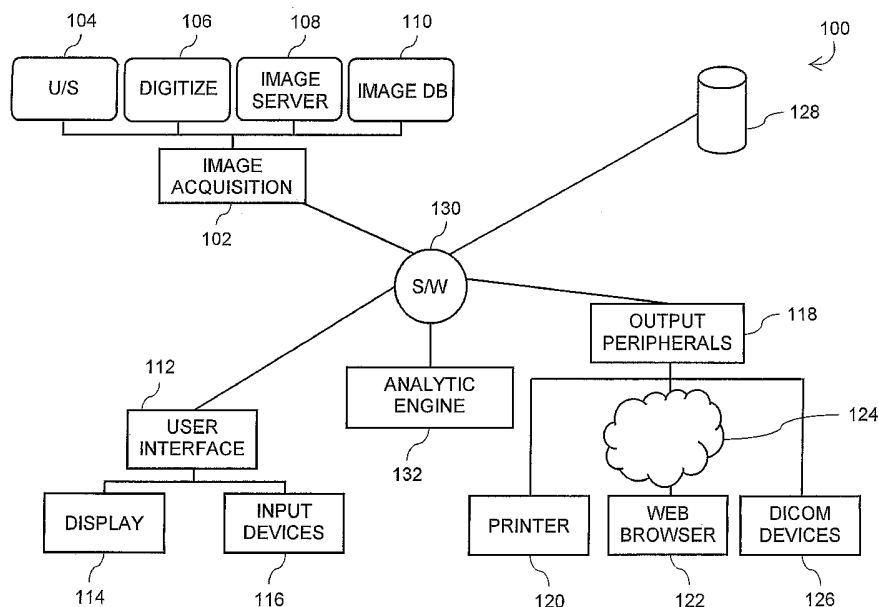 104
106
108
110
100
U/S
DIGITIZE
IMAGE
SERVER
IMAGE DB
128
IMAGE
ACQUISITION
102
130
S/W
OUTPUT
PERIPHERALS
118
112
USER
INTERFACE
ANALYTIC
ENGINE
132
124
DISPLAY
INPUT
DEVICES
PRINTER
WEB
BROWSER
DICOM
DEVICES
114
116
120
122
126